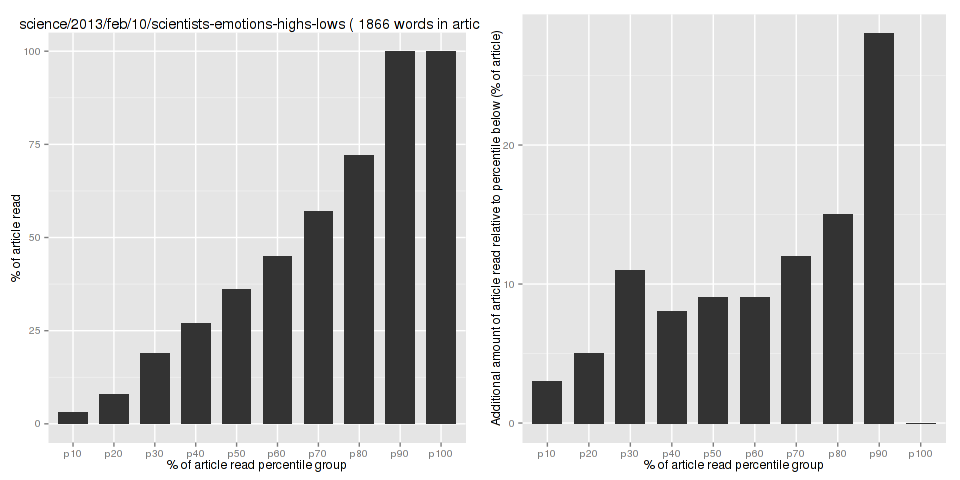 science/2013/feb/10/scientists-emotions-highs-lows ( 1866 words in artic
% of article read
100
75
50
25
0
p10 p20 p30 p40 p50 p60 p70 p80 p90 p100
% of article read percentile group
Additional amount of article read relative to percentile below (% of article)
20
10
0
p10 p20 p30 p40 p50 p60 p70 p80 p90 p100
% of article read percentile group